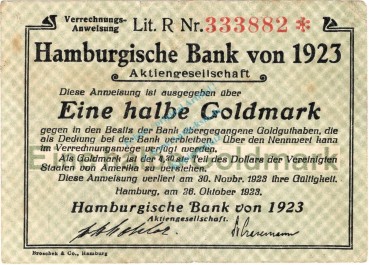 Verrechnungs-
Anweisung
Lit. R Nr. 333882 *
Hamburgische Bank von 1923
Aktiengesellschaft
Diese Anweisung ist ausgegeben über
Eine halbe Goldmark
gegen in den Besitz der Bank übergegangene Goldguthaben, die
als Deckung bei der Bank verbleiben. Über den Nennwert kann
im Verrechnungswege verfügt werden.
Als Goldmark ist der 4,20 ste Teil des Dollars der Vereinigten
Staaten von Amerika zu verstehen.
Diese Anweisung verliert am 30. Novbr. 1923 ihre Gültigkeit.
Hamburg, am 26. Oktober 1923.
Hamburgische Bank von 1923
Aktiengesellschaft.
Broschek & Co., Hamburg